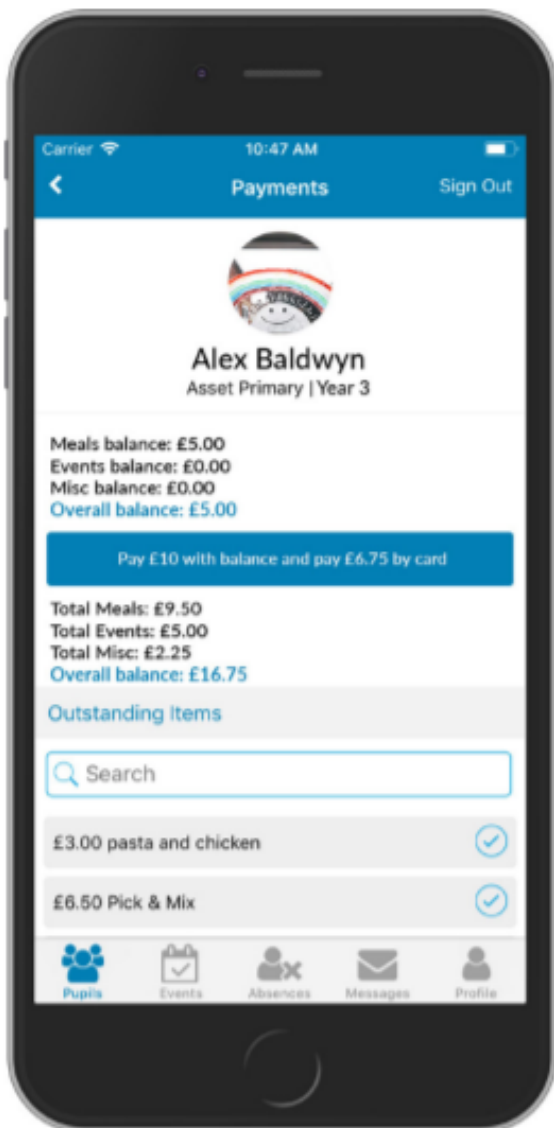 Carrier
10:47 AM
Payments
Sign Out
Alex Baldwyn
Asset Primary | Year 3
Meals balance: £5.00
Events balance: £0.00
Misc balance: £0.00
Overall balance: £5.00
Pay £10 with balance and pay £6.75 by card
Total Meals: £9.50
Total Events: £5.00
Total Misc: £2.25
Overall balance: £16.75
Outstanding Items
Search
£3.00 pasta and chicken
£6.50 Pick & Mix
Pupils
Events
Absences
Messages
Profile